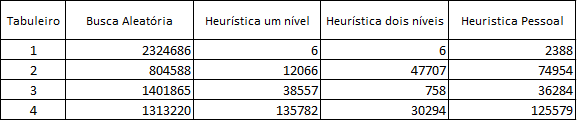 Tabuleiro Busca Aleatória Heurística um nível Heurística dois níveis Heuristica Pessoal
1 2324686 6 6 2388
2 804588 12066 47707 74954
3 1401865 38557 758 36284
4 1313220 135782 30294 125579